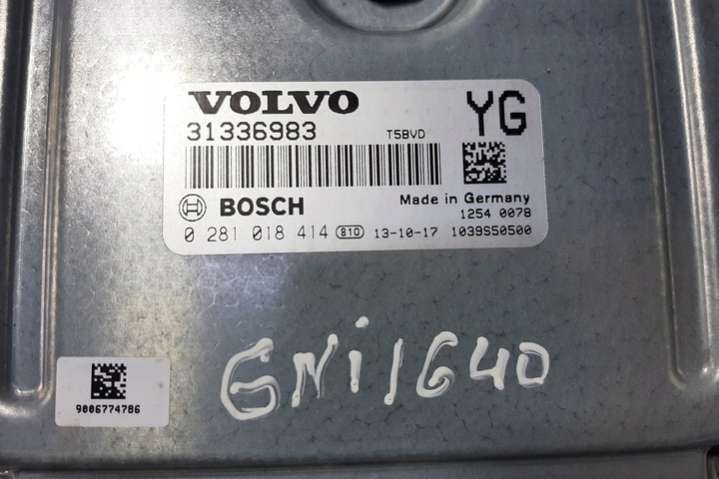 VOLVO
31336983 T5BVD YG
BOSCH Made in Germany
1254 0078
0 281 018 414 810 13-10-17 1039S50500
GNI1640
9006774786